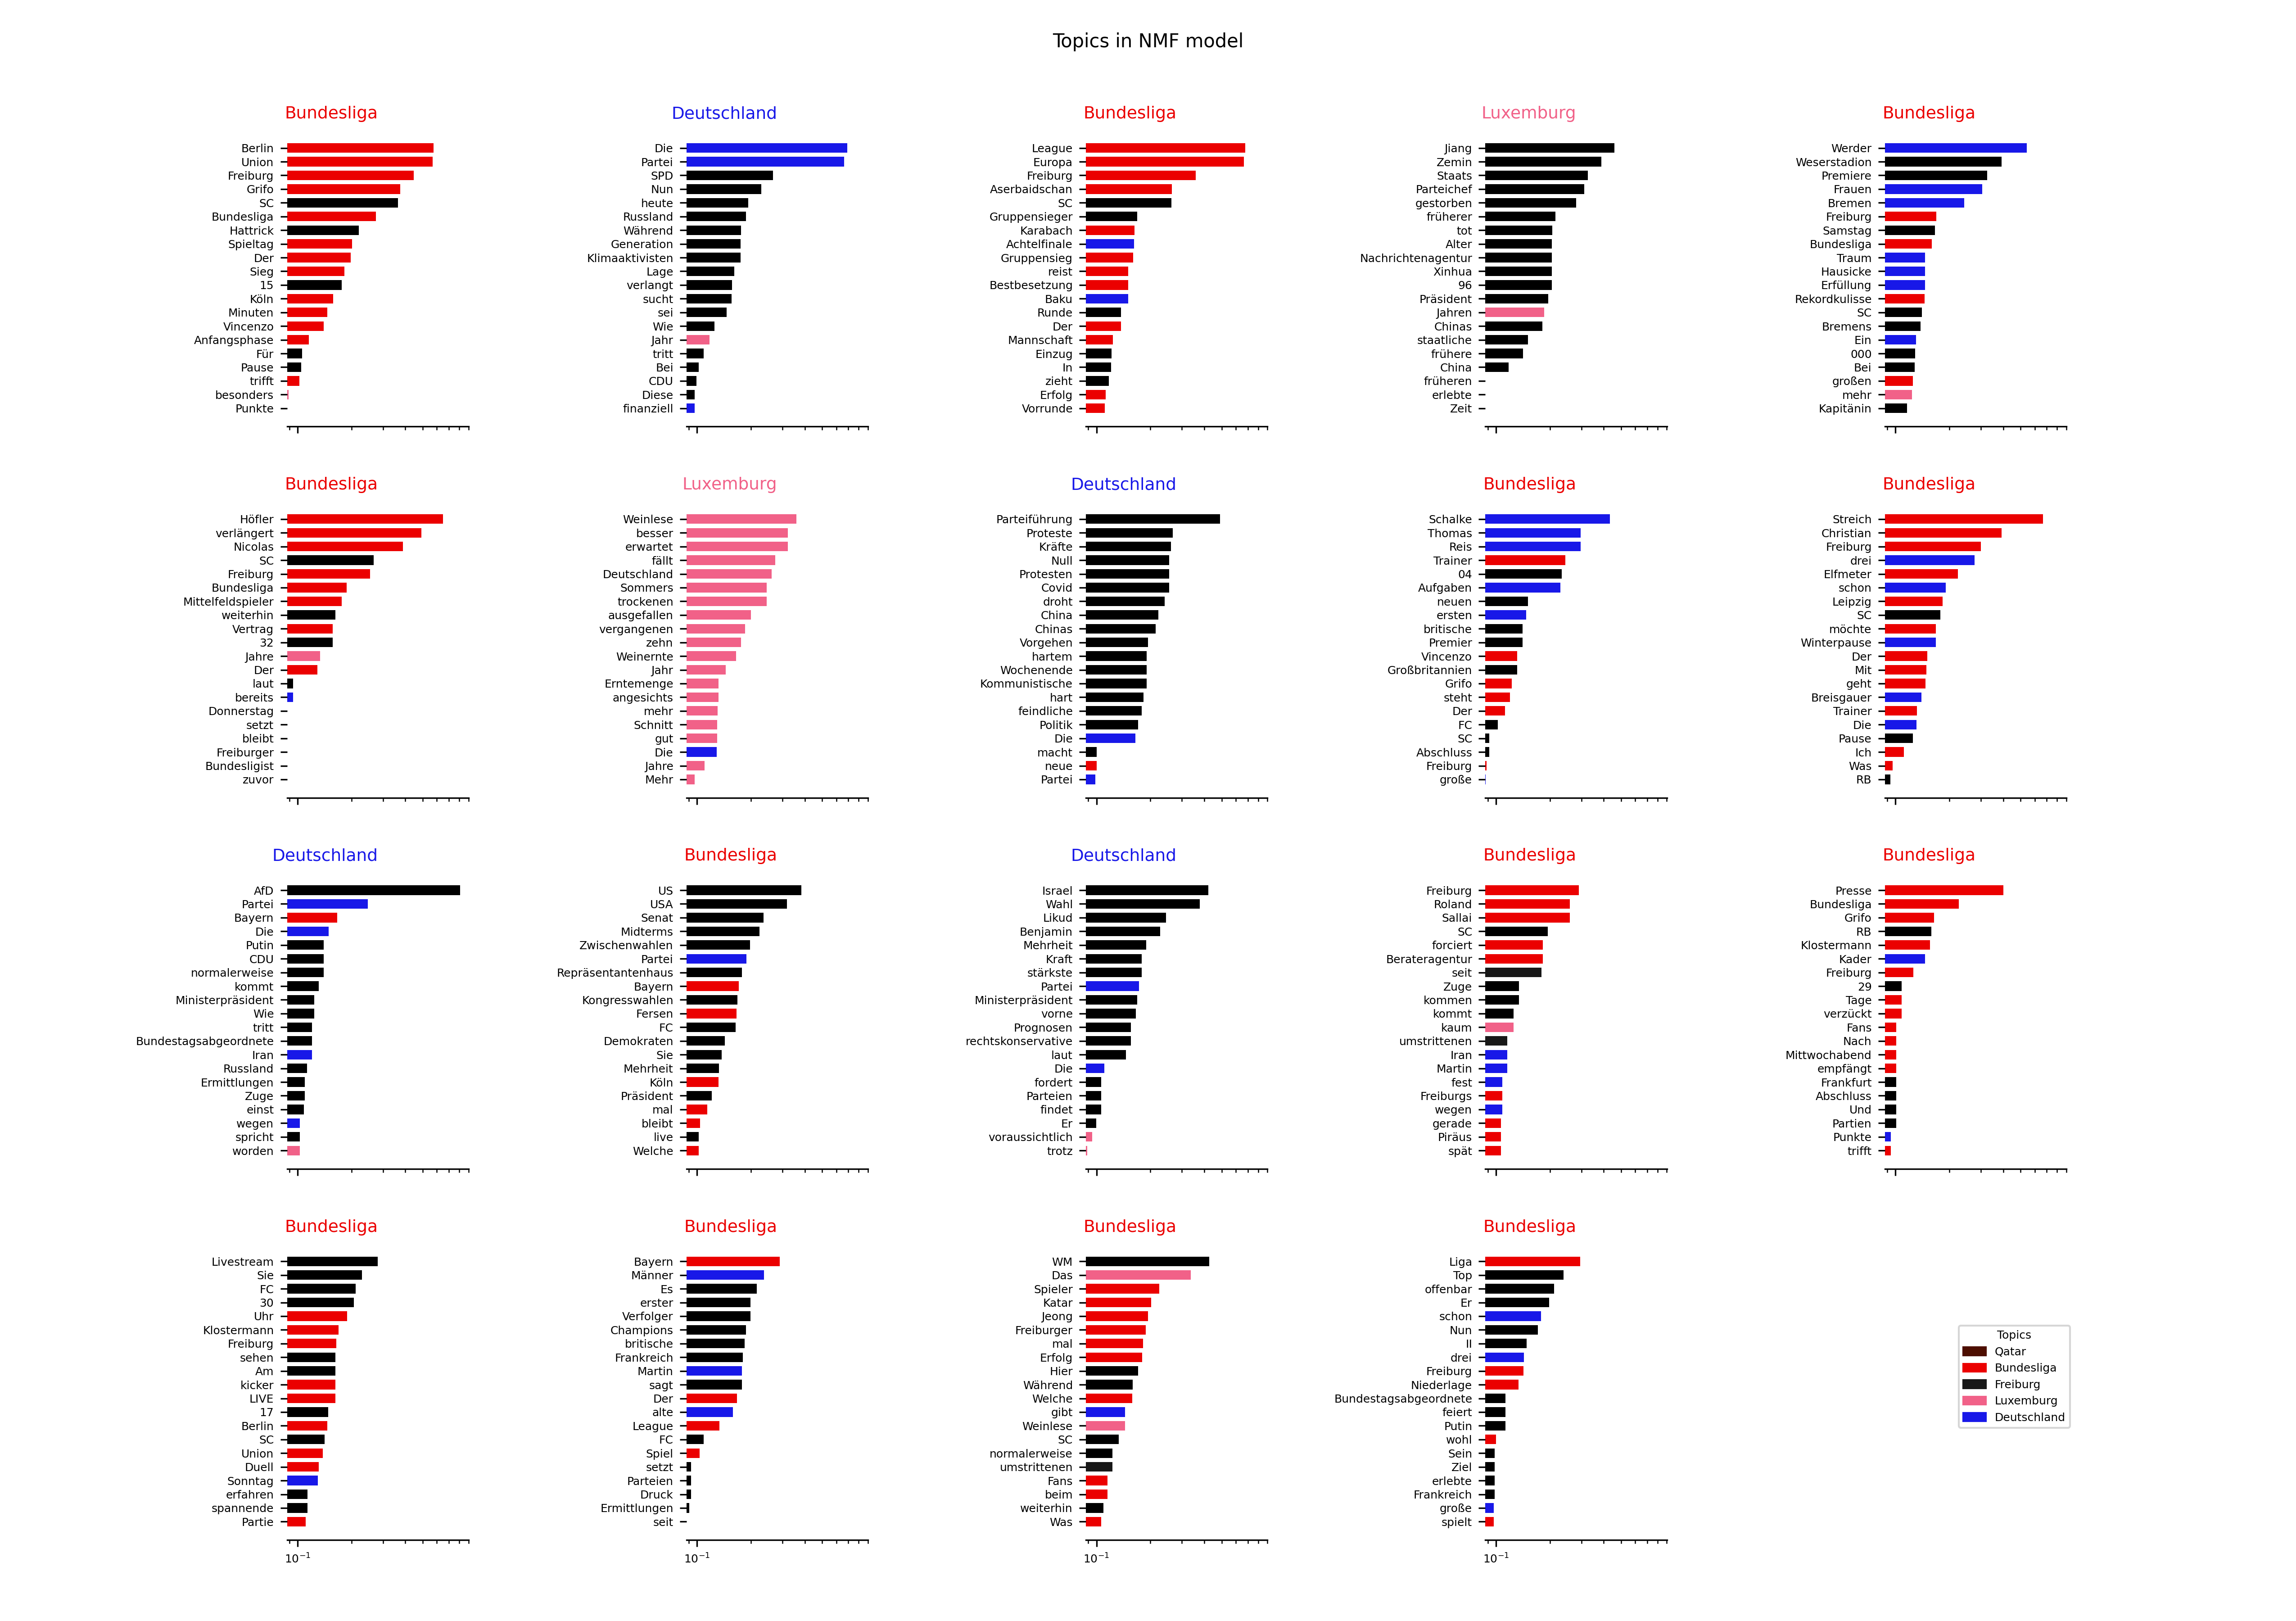 Topics in NMF model
Bundesliga
Berlin
Union
Freiburg
Grifo
SC
Bundesliga
Hattrick
Spieltag
Der
Sieg
15
Köln
Minuten
Vincenzo
Anfangsphase
Für
Pause
trifft
besonders
Punkte
Deutschland
Die
Partei
SPD
Nun
heute
Russland
Während
Generation
Klimaaktivisten
Lage
verlangt
sucht
sei
Wie
Jahr
tritt
Bei
CDU
Diese
finanziell
Bundesliga
League
Europa
Freiburg
Aserbaidschan
SC
Gruppensieger
Karabach
Achtelfinale
Gruppensieg
reist
Bestbesetzung
Baku
Runde
Der
Mannschaft
Einzug
In
zieht
Erfolg
Vorrunde
Luxemburg
Jiang
Zemin
Staats
Parteichef
gestorben
früherer
tot
Alter
Nachrichtenagentur
Xinhua
96
Präsident
Jahren
Chinas
staatliche
frühere
China
früheren
erlebte
Zeit
Bundesliga
Werder
Weserstadion
Premiere
Frauen
Bremen
Freiburg
Samstag
Bundesliga
Traum
Hausicke
Erfüllung
Rekordkulisse
SC
Bremens
Ein
000
Bei
großen
mehr
Kapitänin
Bundesliga
Höfler
verlängert
Nicolas
SC
Freiburg
Bundesliga
Mittelfeldspieler
weiterhin
Vertrag
32
Jahre
Der
laut
bereits
Donnerstag
setzt
bleibt
Freiburger
Bundesligist
zuvor
Luxemburg
Weinlese
besser
erwartet
fällt
Deutschland
Sommers
trockenen
ausgefallen
vergangenen
zehn
Weinernte
Jahr
Erntemenge
angesichts
mehr
Schnitt
gut
Die
Jahre
Mehr
Deutschland
Parteiführung
Proteste
Kräfte
Null
Protesten
Covid
droht
China
Chinas
Vorgehen
hartem
Wochenende
Kommunistische
hart
feindliche
Politik
Die
macht
neue
Partei
Bundesliga
Schalke
Thomas
Reis
Trainer
04
Aufgaben
neuen
ersten
britische
Premier
Vincenzo
Großbritannien
Grifo
steht
Der
FC
SC
Abschluss
Freiburg
große
Bundesliga
Streich
Christian
Freiburg
drei
Elfmeter
schon
Leipzig
SC
möchte
Winterpause
Der
Mit
geht
Breisgauer
Trainer
Die
Pause
Ich
Was
RB
Deutschland
AfD
Partei
Bayern
Die
Putin
CDU
normalerweise
kommt
Ministerpräsident
Wie
tritt
Bundestagsabgeordnete
Iran
Russland
Ermittlungen
Zuge
einst
wegen
spricht
worden
Bundesliga
US
USA
Senat
Midterms
Zwischenwahlen
Partei
Repräsentantenhaus
Bayern
Kongresswahlen
Fersen
FC
Demokraten
Sie
Mehrheit
Köln
Präsident
mal
bleibt
live
Welche
Deutschland
Israel
Wahl
Likud
Benjamin
Mehrheit
Kraft
stärkste
Partei
Ministerpräsident
vorne
Prognosen
rechtskonservative
laut
Die
fordert
Parteien
findet
Er
voraussichtlich
trotz
Bundesliga
Freiburg
Roland
Sallai
SC
forciert
Berateragentur
seit
Zuge
kommen
kommt
kaum
umstrittenen
Iran
Martin
fest
Freiburgs
wegen
gerade
Piräus
spät
Bundesliga
Presse
Bundesliga
Grifo
RB
Klostermann
Kader
Freiburg
29
Tage
verzückt
Fans
Nach
Mittwochabend
empfängt
Frankfurt
Abschluss
Und
Partien
Punkte
trifft
Bundesliga
Livestream
Sie
FC
30
Uhr
Klostermann
Freiburg
sehen
Am
kicker
LIVE
17
Berlin
SC
Union
Duell
Sonntag
erfahren
spannende
Partie
10⁻¹
Bundesliga
Bayern
Männer
Es
erster
Verfolger
Champions
britische
Frankreich
Martin
sagt
Der
alte
League
FC
Spiel
setzt
Parteien
Druck
Ermittlungen
seit
10⁻¹
Bundesliga
WM
Das
Spieler
Katar
Jeong
Freiburger
mal
Erfolg
Hier
Während
Welche
gibt
Weinlese
SC
normalerweise
umstrittenen
Fans
beim
weiterhin
Was
10⁻¹
Bundesliga
Liga
Top
offenbar
Er
schon
Nun
II
drei
Freiburg
Niederlage
Bundestagsabgeordnete
feiert
Putin
wohl
Sein
Ziel
erlebte
Frankreich
große
spielt
10⁻¹
Topics
Qatar
Bundesliga
Freiburg
Luxemburg
Deutschland